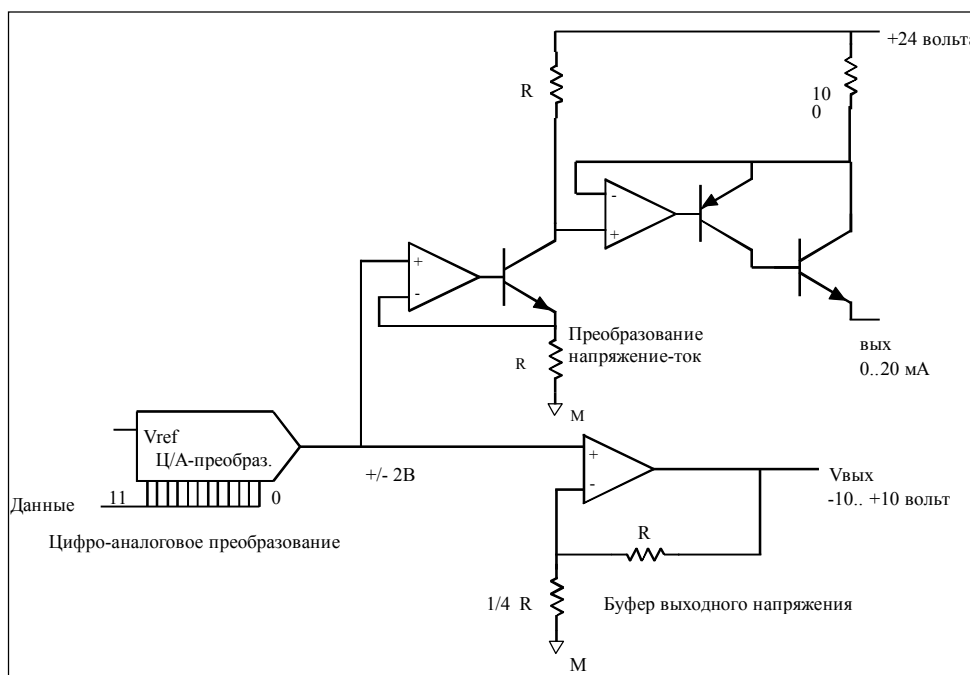 +24 вольта
R
10
0
-
+
+
-
Преобразование
напряжение-ток
R
вых
0..20 мА
М
Vref
Ц/А-преобраз.
+/- 2В
+
-
Vвых
-10.. +10 вольт
Данные
11
0
Цифро-аналоговое преобразование
R
1/4 R
Буфер выходного напряжения
М